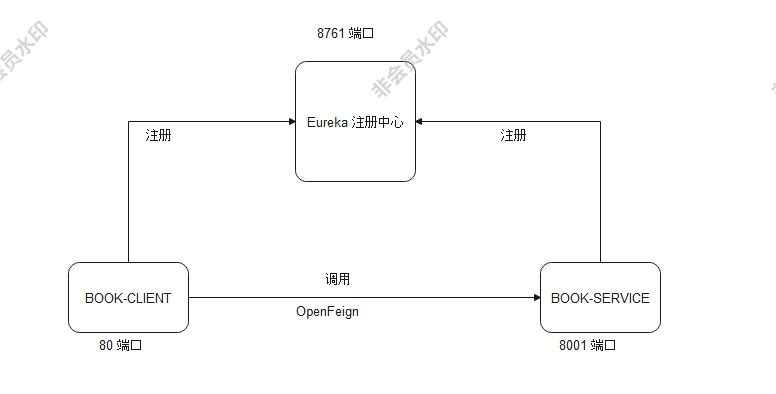 非会员水印
8761 端口
非会员水印
Eureka 注册中心
注册
注册
调用
BOOK-CLIENT
BOOK-SERVICE
OpenFeign
80 端口
8001 端口